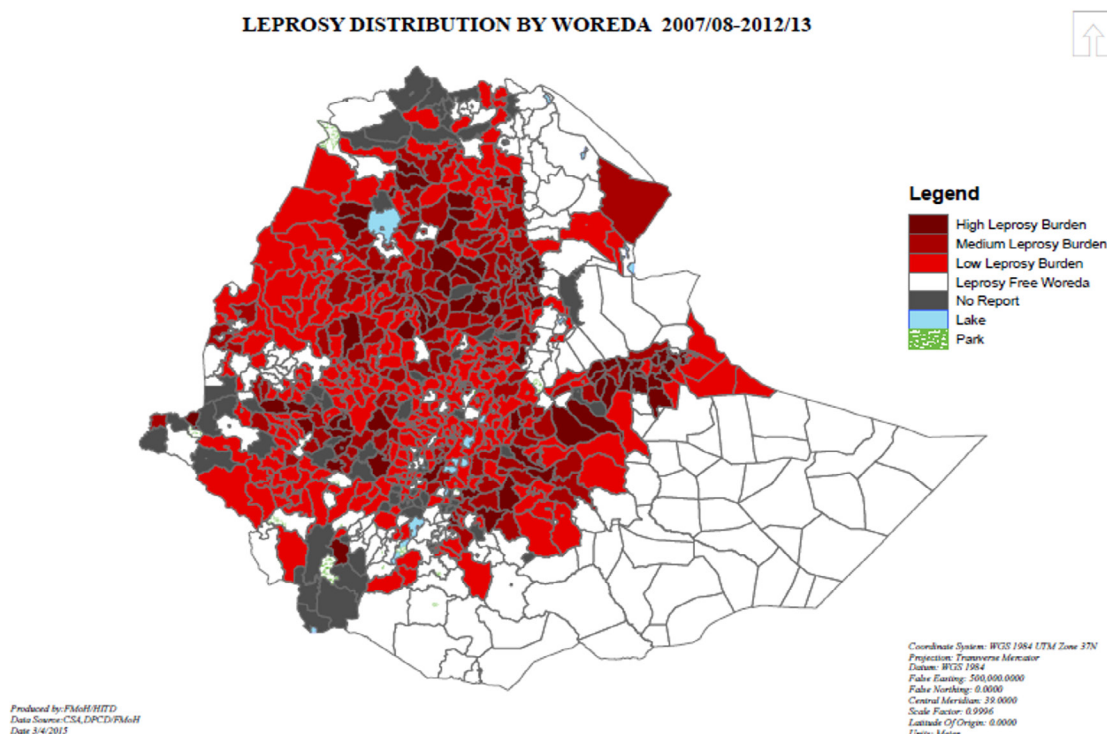 LEPROSY DISTRIBUTION BY WOREDA 2007/08-2012/13
Legend
High Leprosy Burden
Medium Leprosy Burden
Low Leprosy Burden
Leprosy Free Woreda
No Report
Lake
Park
Coordinate System: WGS 1984 UTM Zone 37N
Projection: Transverse Mercator
Datum: WGS 1984
False Easting: 500,000.0000
False Northing: 0.0000
Central Meridian: 39.0000
Scale Factor: 0.9996
Latitude Of Origin: 0.0000
Units: Meter
Produced by:FMoH/HITD
Data Source:CSA,DPCD/FMoH
Date 3/4/2015